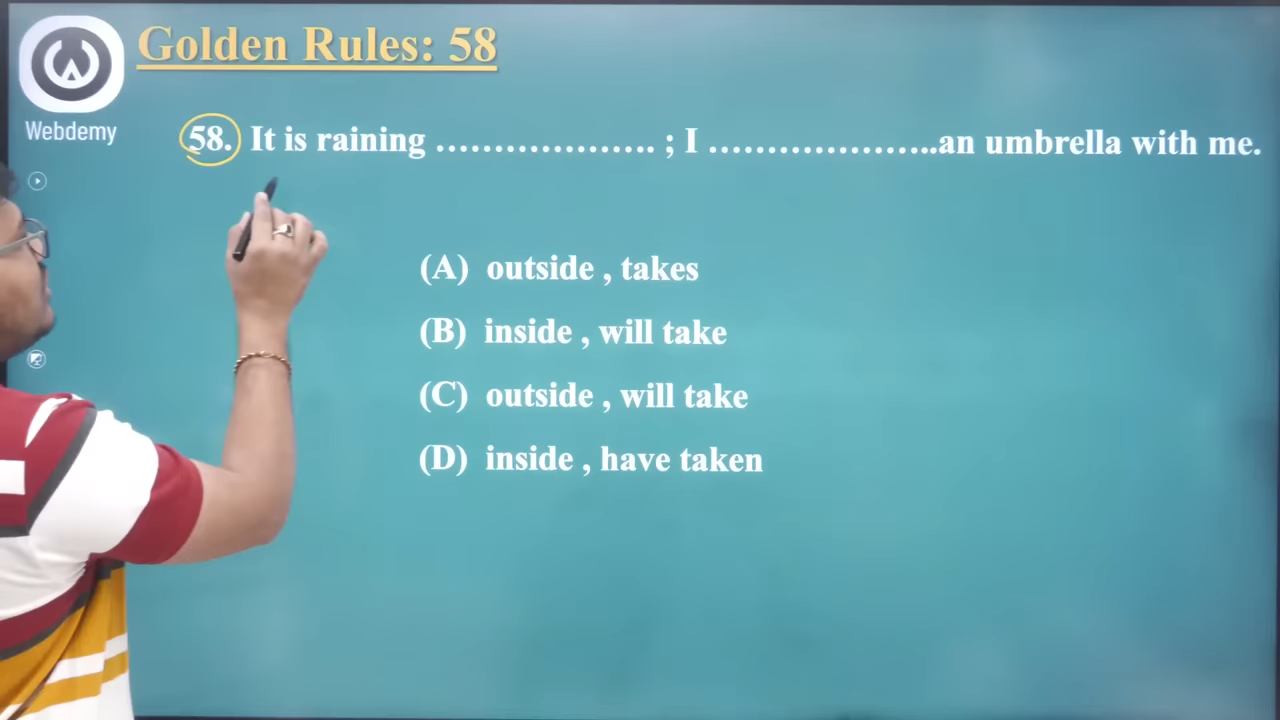 Golden Rules: 58
Webdemy
58. It is raining ................... ; I ....................an umbrella with me.
(A) outside , takes
(B) inside , will take
(C) outside , will take
(D) inside , have taken